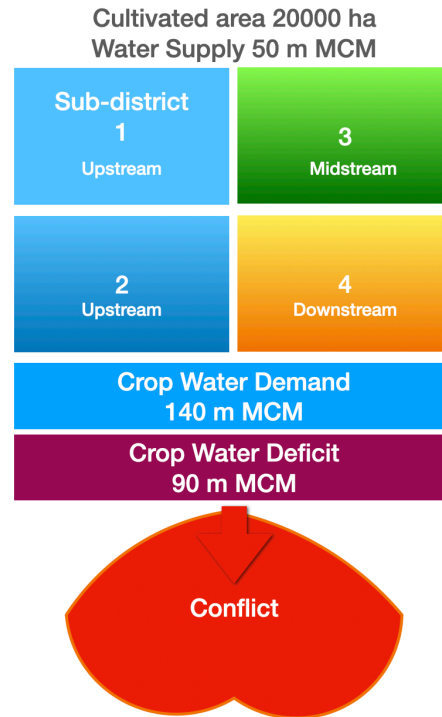 Cultivated area 20000 ha
Water Supply 50 m MCM
Sub-district
1
Upstream
3
Midstream
2
Upstream
4
Downstream
Crop Water Demand
140 m MCM
Crop Water Deficit
90 m MCM
Conflict